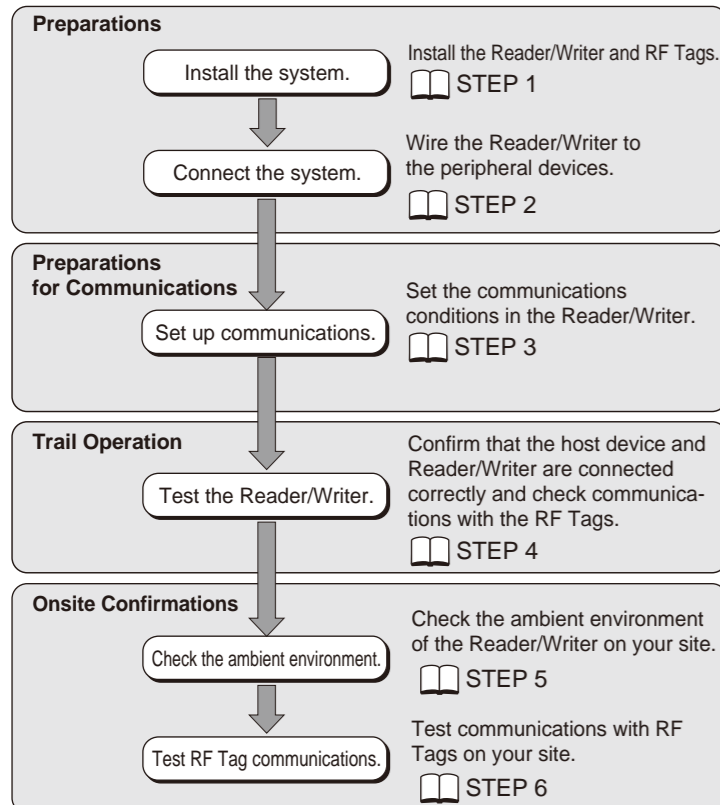 Preparations
Install the system.
Install the Reader/Writer and RF Tags.
STEP 1
Connect the system.
Wire the Reader/Writer to
the peripheral devices.
STEP 2
Preparations
for Communications
Set up communications.
Set the communications
conditions in the Reader/Writer.
STEP 3
Trail Operation
Test the Reader/Writer.
Confirm that the host device and
Reader/Writer are connected
correctly and check communica-
tions with the RF Tags.
STEP 4
Onsite Confirmations
Check the ambient environment.
Check the ambient environment
of the Reader/Writer on your site.
STEP 5
Test RF Tag communications.
Test communications with RF
Tags on your site.
STEP 6